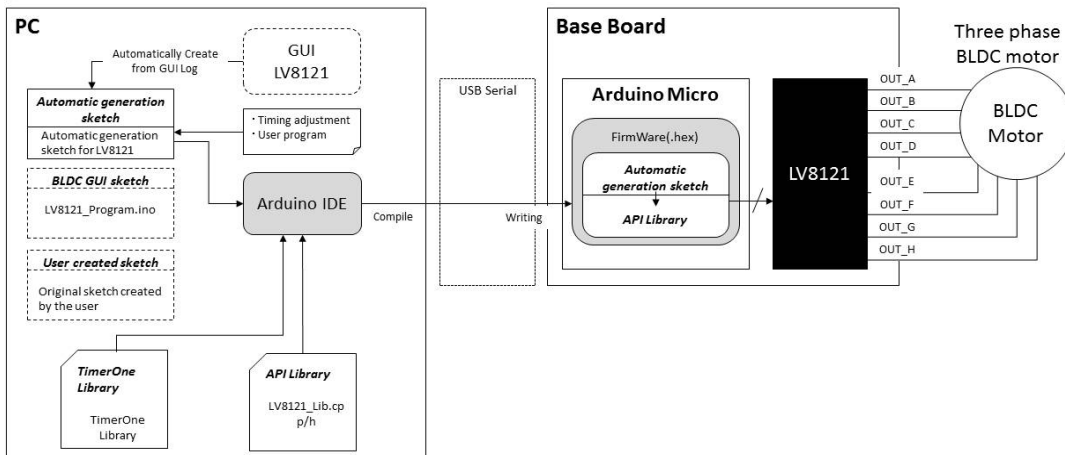 PC
GUI
LV8121
Automatically Create
from GUI Log
Automatic generation
sketch
Automatic generation
sketch for LV8121
・Timing adjustment
・User program
BLDC GUI sketch
LV8121_Program.ino
User created sketch
Original sketch created
by the user
Arduino IDE
Compile
TimerOne
Library
TimerOne
Library
API Library
LV8121_Lib.cp
p/h
USB Serial
Writing
Base Board
Arduino Micro
FirmWare(.hex)
Automatic
generation sketch
API Library
LV8121
OUT_A
OUT_B
OUT_C
OUT_D
OUT_E
OUT_F
OUT_G
OUT_H
Three phase
BLDC motor
BLDC
Motor